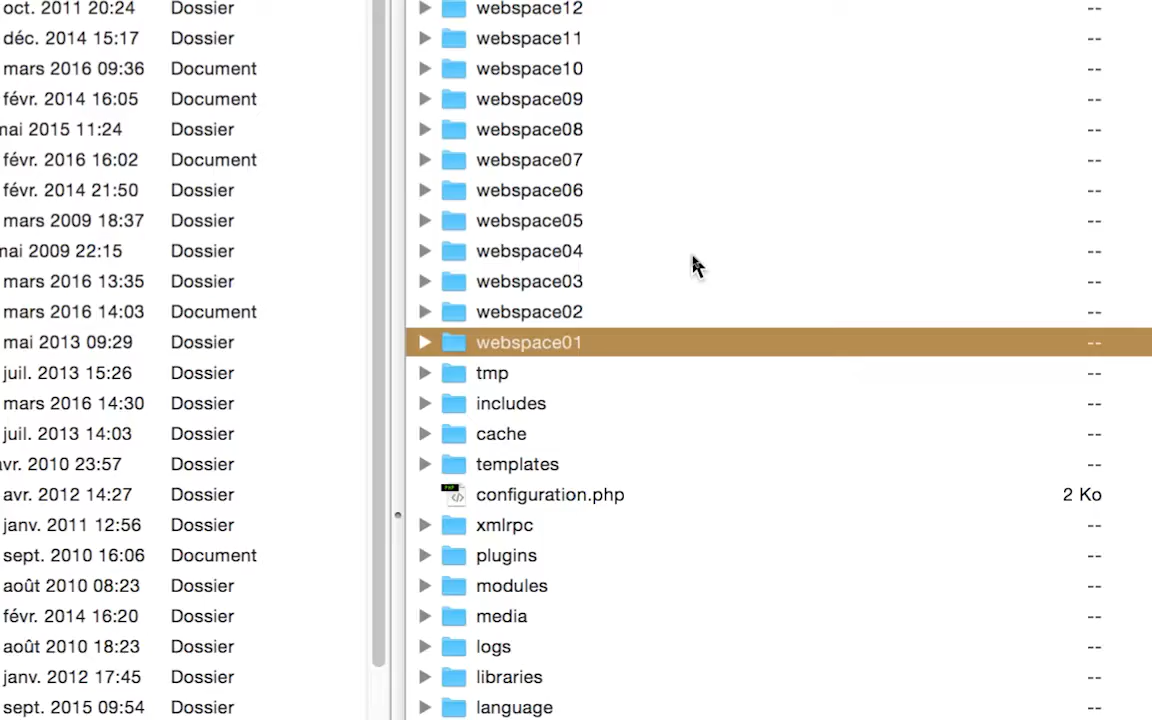 oct. 2011 20:24 Dossier webspace12 --
déc. 2014 15:17 Dossier webspace11 --
mars 2016 09:36 Document webspace10 --
févr. 2014 16:05 Document webspace09 --
mai 2015 11:24 Dossier webspace08 --
févr. 2016 16:02 Document webspace07 --
févr. 2014 21:50 Dossier webspace06 --
mars 2009 18:37 Dossier webspace05 --
mai 2009 22:15 Dossier webspace04 --
mars 2016 13:35 Dossier webspace03 --
mars 2016 14:03 Document webspace02 --
mai 2013 09:29 Dossier webspace01 --
juil. 2013 15:26 Dossier tmp --
mars 2016 14:30 Dossier includes --
juil. 2013 14:03 Dossier cache --
vr. 2010 23:57 Dossier templates --
avr. 2012 14:27 Dossier configuration.php 2 Ko
janv. 2011 12:56 Dossier xmlrpc --
sept. 2010 16:06 Document plugins --
août 2010 08:23 Dossier modules --
févr. 2014 16:20 Dossier media --
août 2010 18:23 Dossier logs --
janv. 2012 17:45 Dossier libraries --
sept. 2015 09:54 Dossier language --